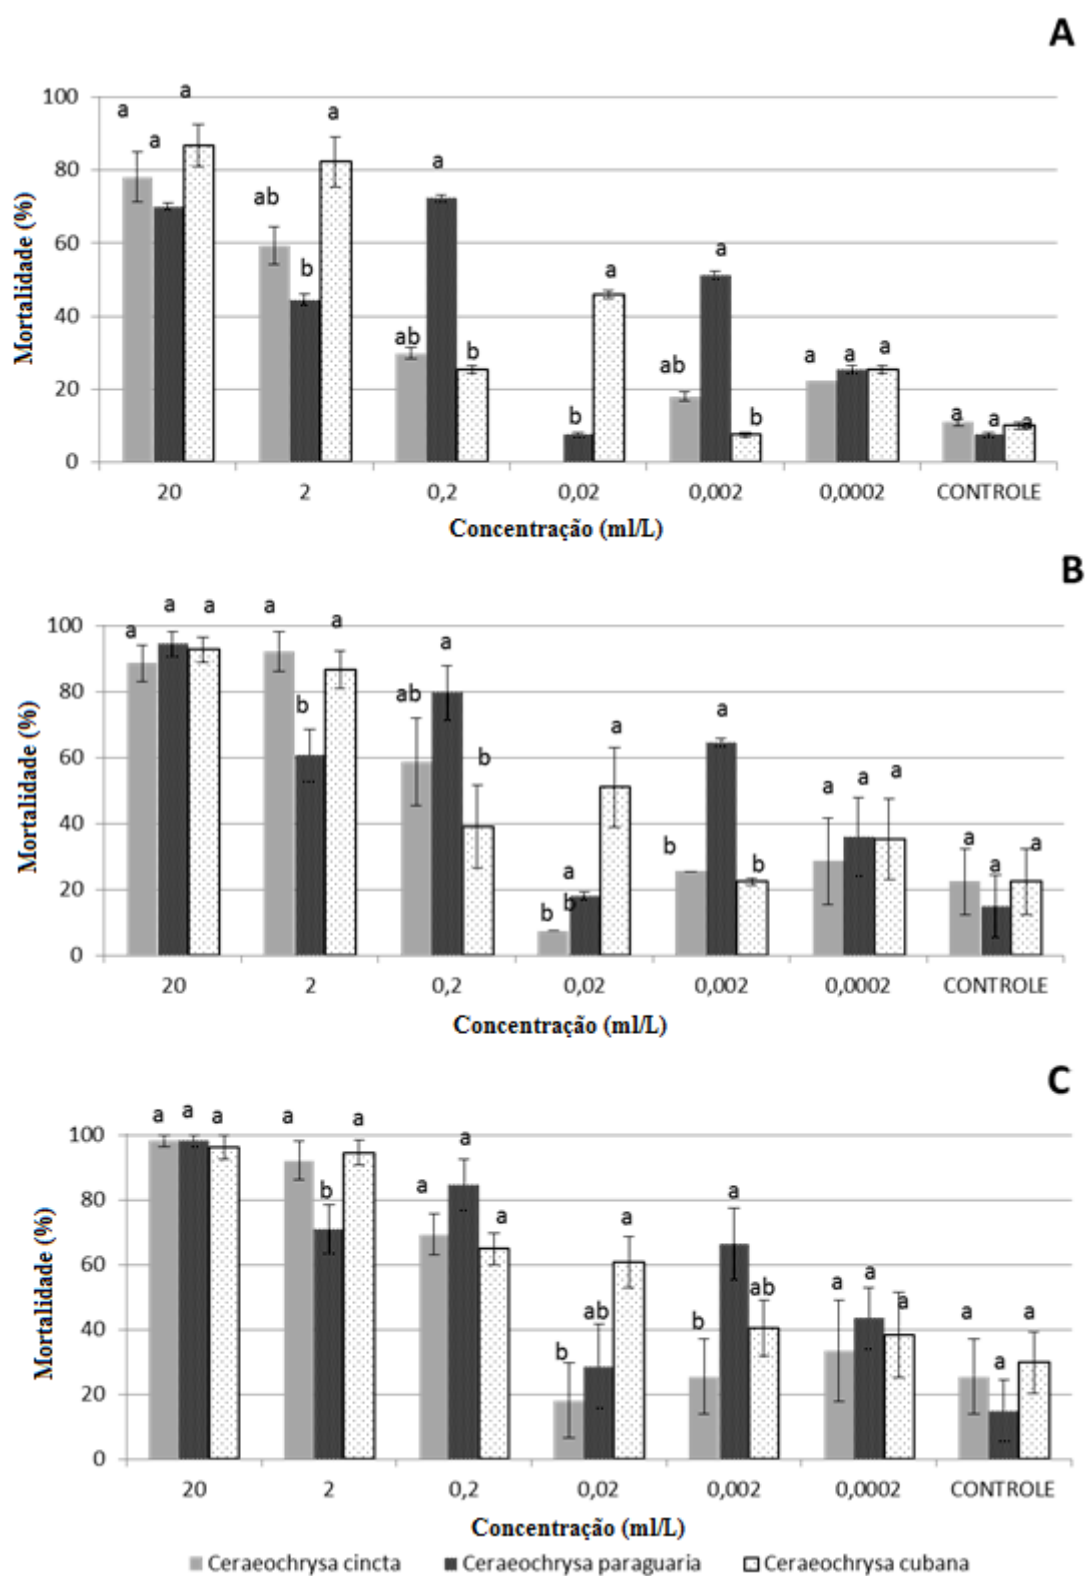 A
a a a
100
80
60
40
20
0
Mortalidade (%)
ab b a
ab a b
b a
ab a b
a a a
a a a
20 2 0,2 0,02 0,002 0,0002 CONTROLE
Concentração (ml/L)
B
a a a
100
80
60
40
20
0
Mortalidade (%)
a b a
ab a b
b a b a
b a b
a a a
a a a
20 2 0,2 0,02 0,002 0,0002 CONTROLE
Concentração (ml/L)
C
a a a
100
80
60
40
20
0
Mortalidade (%)
a b a
a a a
b ab a
b a ab
a a a
a a a
20 2 0,2 0,02 0,002 0,0002 CONTROLE
Concentração (ml/L)
Ceraeochrysa cincta Ceraeochrysa paraguaria Ceraeochrysa cubana